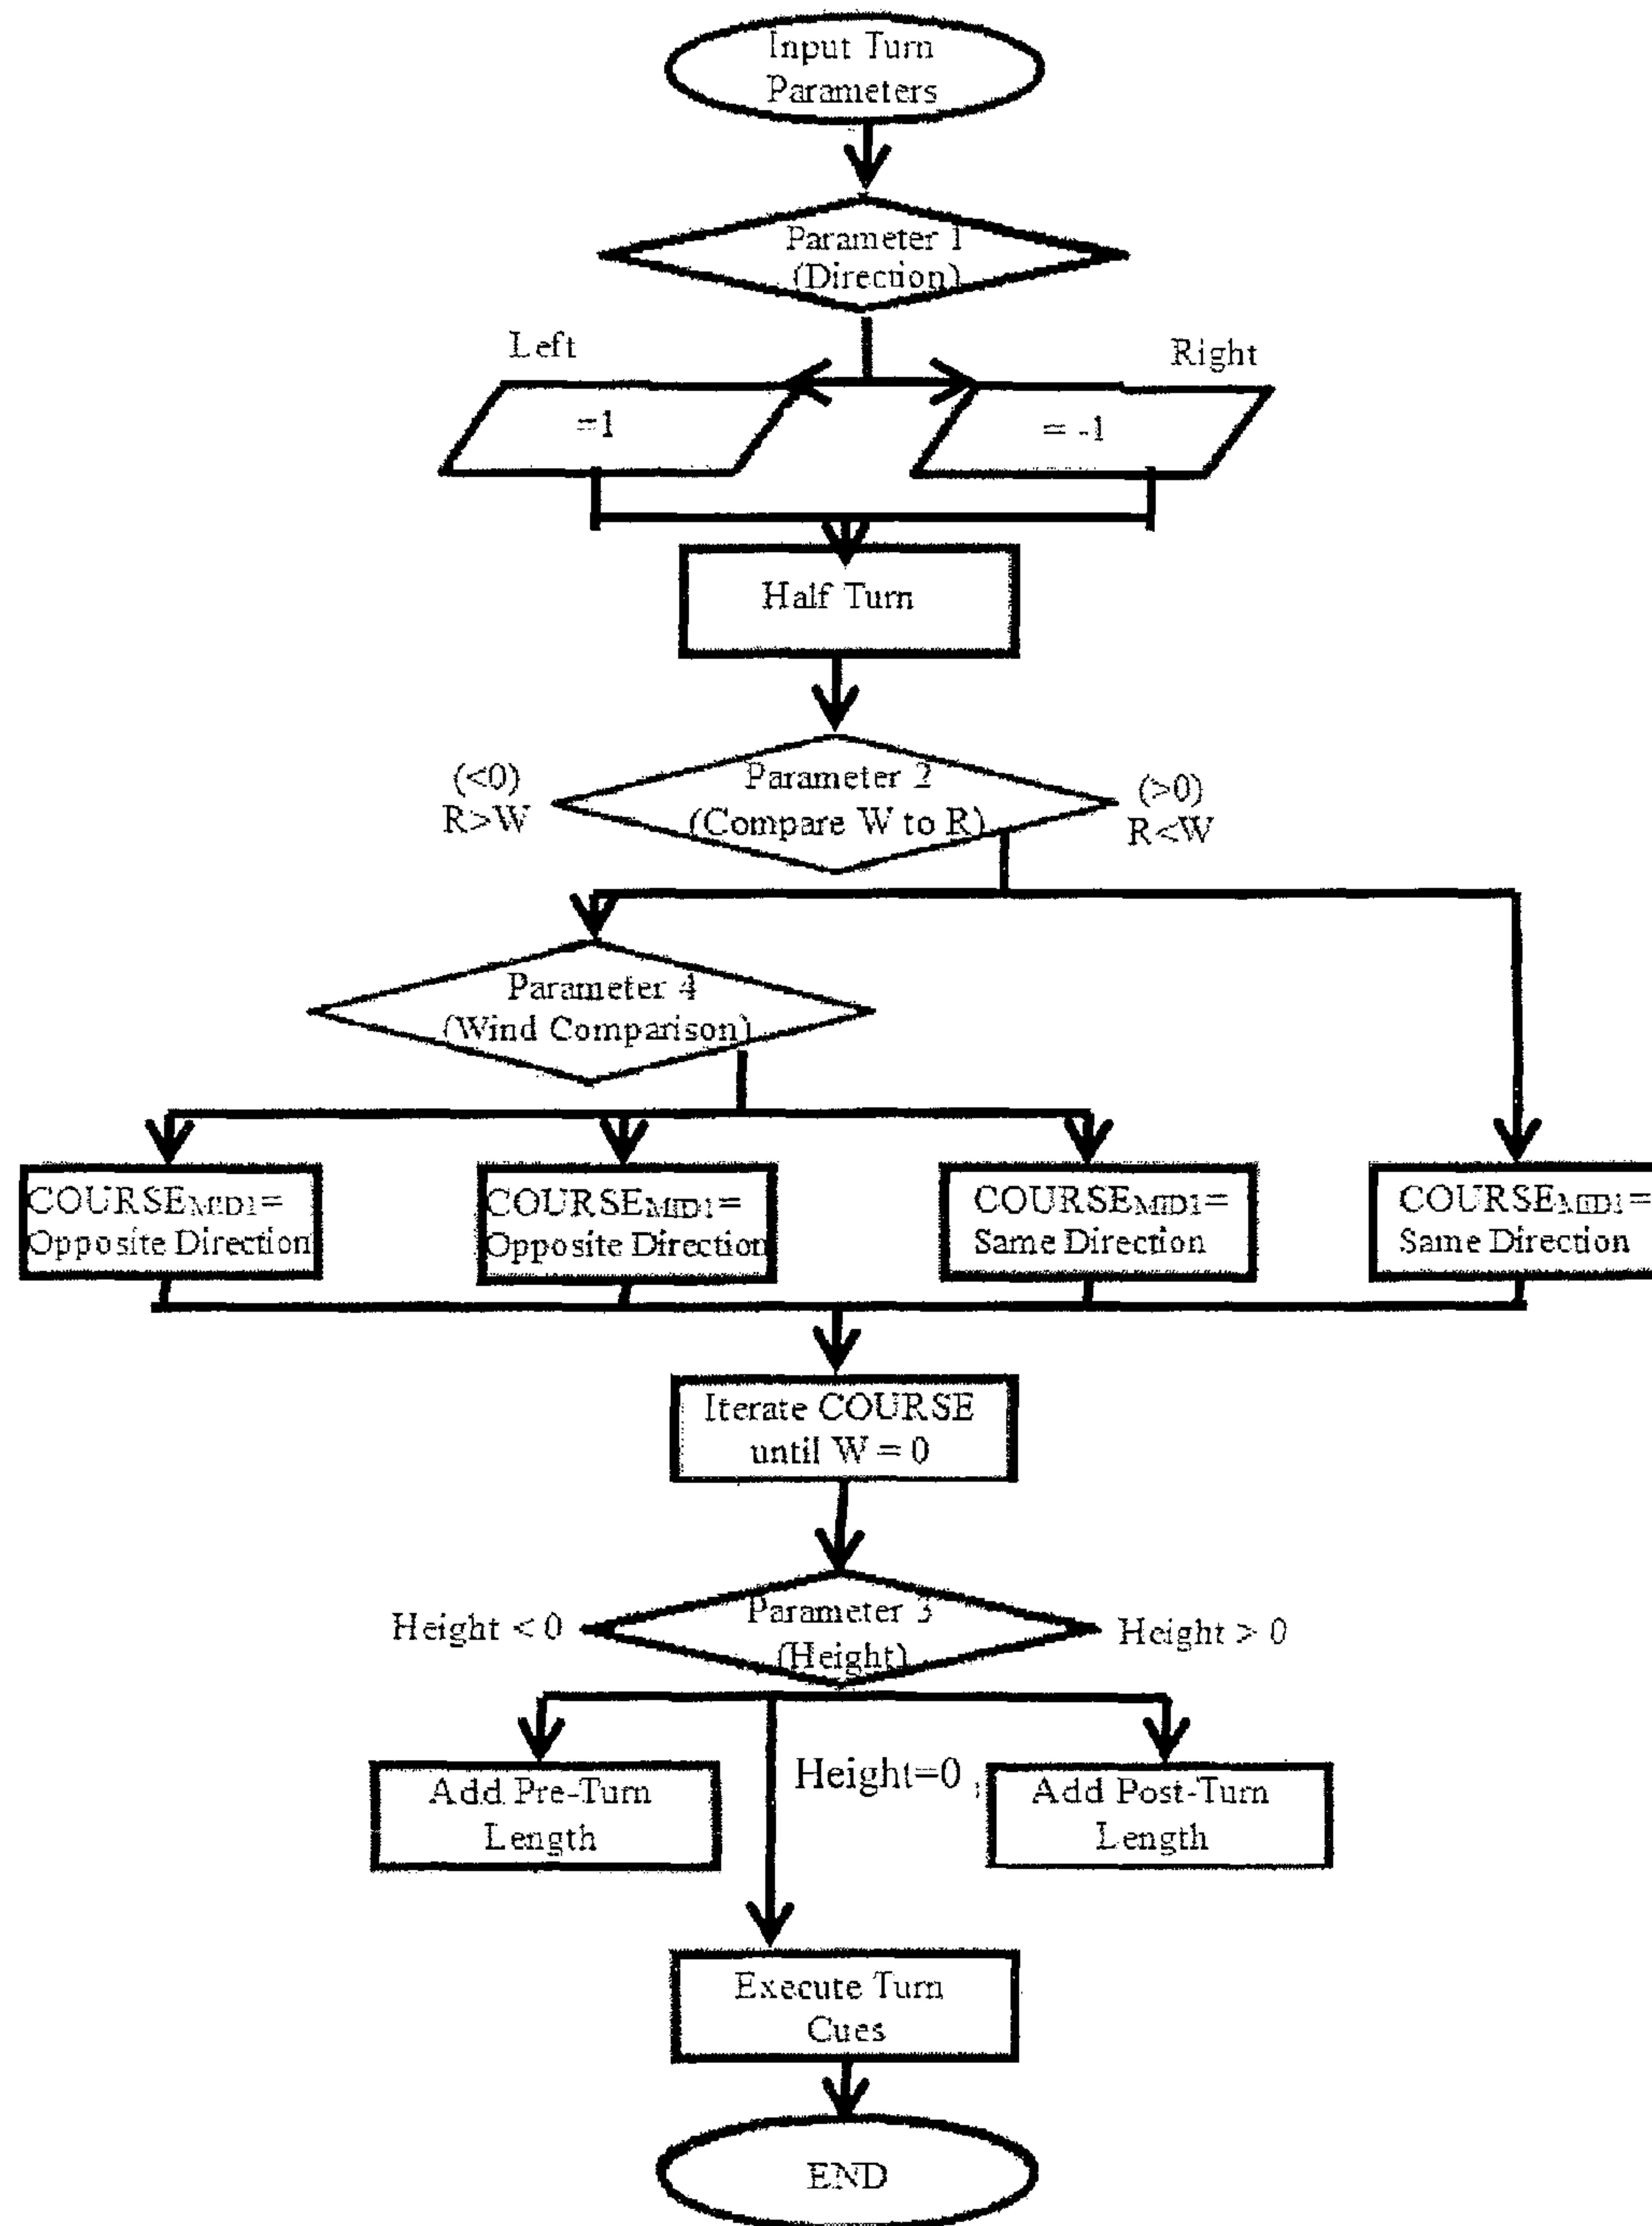 Input Turn
Parameters
Parameter 1
(Direction)
Left
Right
=1
= -1
Half Turn
(<0)
R>W
Parameter 2
(Compare W to R)
(>0)
R<W
Parameter 4
(Wind Comparison)
COURSEMID1=
Opposite Direction
COURSEMID1=
Opposite Direction
COURSEMID1=
Same Direction
COURSEMID1=
Same Direction
Iterate COURSE
until W = 0
Height < 0
Parameter 3
(Height)
Height > 0
Add Pre-Turn
Length
Height=0
Add Post-Turn
Length
Execute Turn
Cues
END